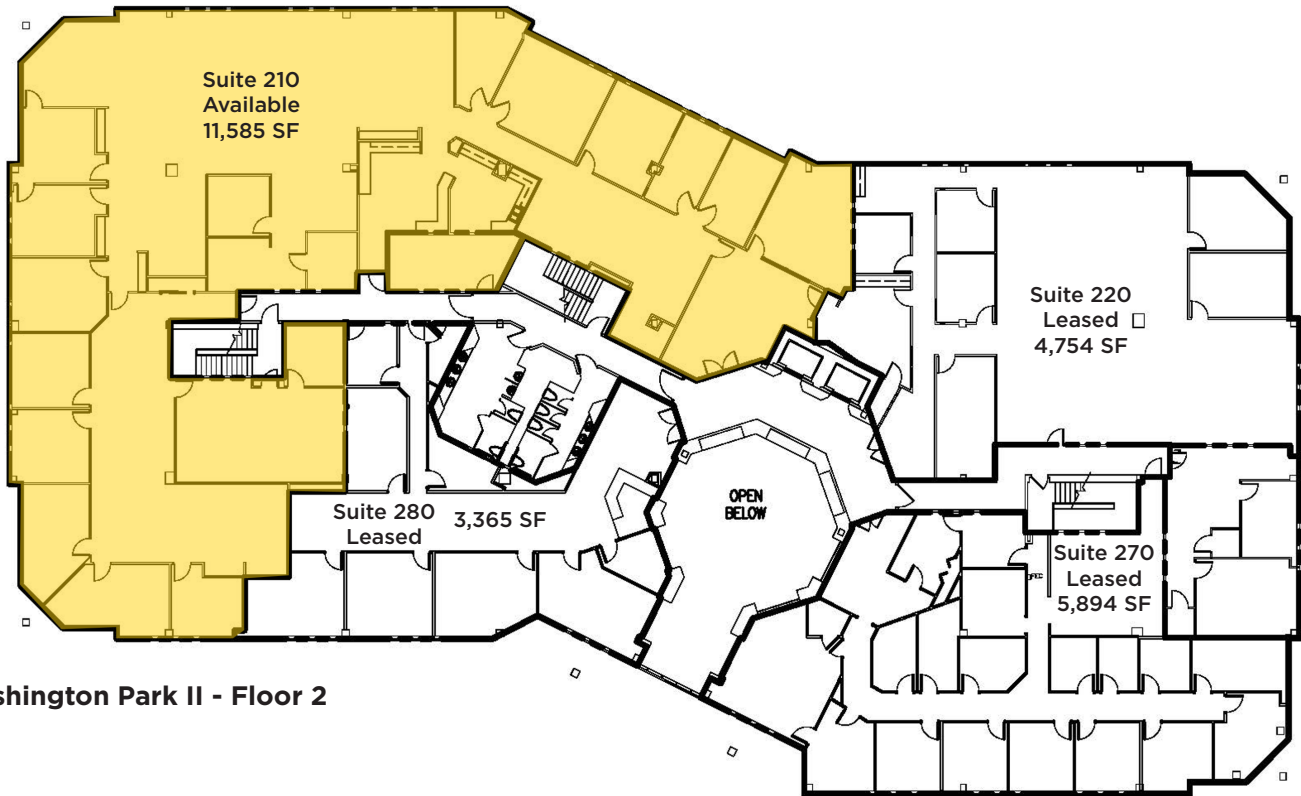 Suite 210
Available
11,585 SF
Suite 220
Leased
4,754 SF
OPEN
BELOW
Suite 280
Leased
3,365 SF
Suite 270
Leased
5,894 SF
shington Park II - Floor 2